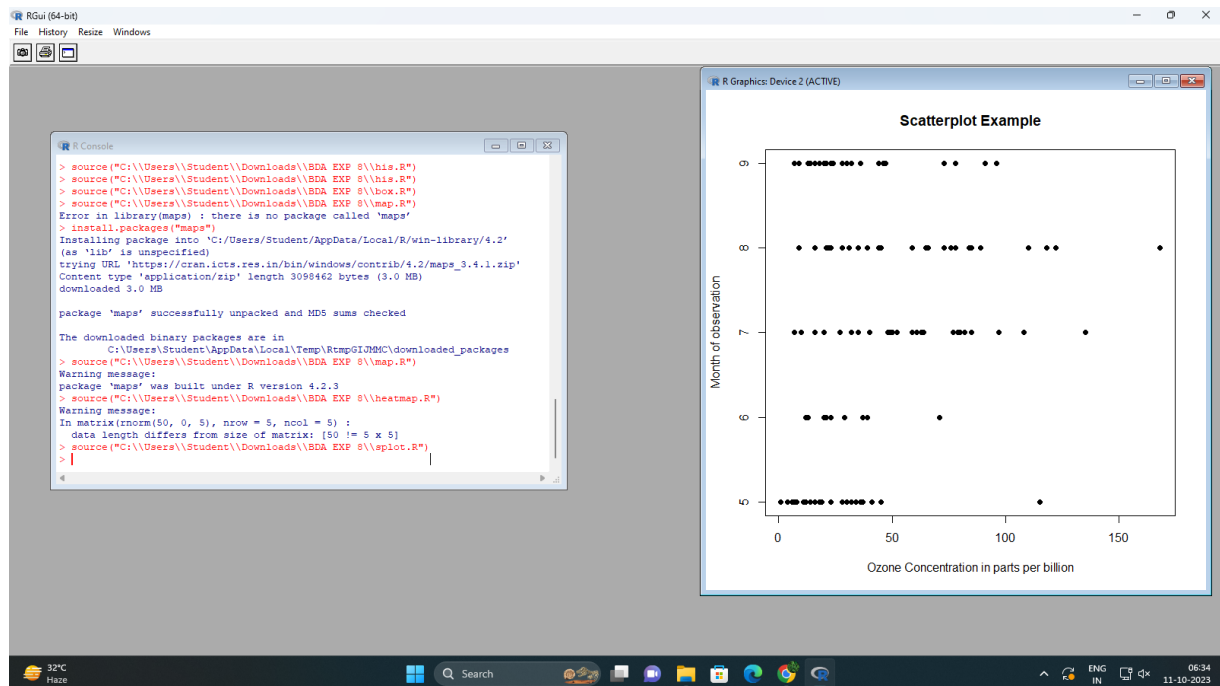 RGui (64-bit)
File History Resize Windows
R Console
> source("C:\\Users\\Student\\Downloads\\BDA EXP 8\\his.R")
> source("C:\\Users\\Student\\Downloads\\BDA EXP 8\\his.R")
> source("C:\\Users\\Student\\Downloads\\BDA EXP 8\\box.R")
> source("C:\\Users\\Student\\Downloads\\BDA EXP 8\\map.R")
Error in library(maps) : there is no package called ‘maps’
> install.packages("maps")
Installing package into ‘C:/Users/Student/AppData/Local/R/win-library/4.2’
(as ‘lib’ is unspecified)
trying URL 'https://cran.icts.res.in/bin/windows/contrib/4.2/maps_3.4.1.zip'
Content type 'application/zip' length 3098462 bytes (3.0 MB)
downloaded 3.0 MB
package ‘maps’ successfully unpacked and MD5 sums checked
The downloaded binary packages are in
C:\Users\Student\AppData\Local\Temp\RtmpGIJMMC\downloaded_packages
> source("C:\\Users\\Student\\Downloads\\BDA EXP 8\\map.R")
Warning message:
package ‘maps’ was built under R version 4.2.3
> source("C:\\Users\\Student\\Downloads\\BDA EXP 8\\heatmap.R")
Warning message:
In matrix(rnorm(50, 0, 5), nrow = 5, ncol = 5) :
data length differs from size of matrix: [50 != 5 x 5]
> source("C:\\Users\\Student\\Downloads\\BDA EXP 8\\splot.R")
>
R Graphics: Device 2 (ACTIVE)
Scatterplot Example
Month of observation
9
8
7
6
5
0 50 100 150
Ozone Concentration in parts per billion
32°C
Haze
Search
ENG
IN
06:34
11-10-2023